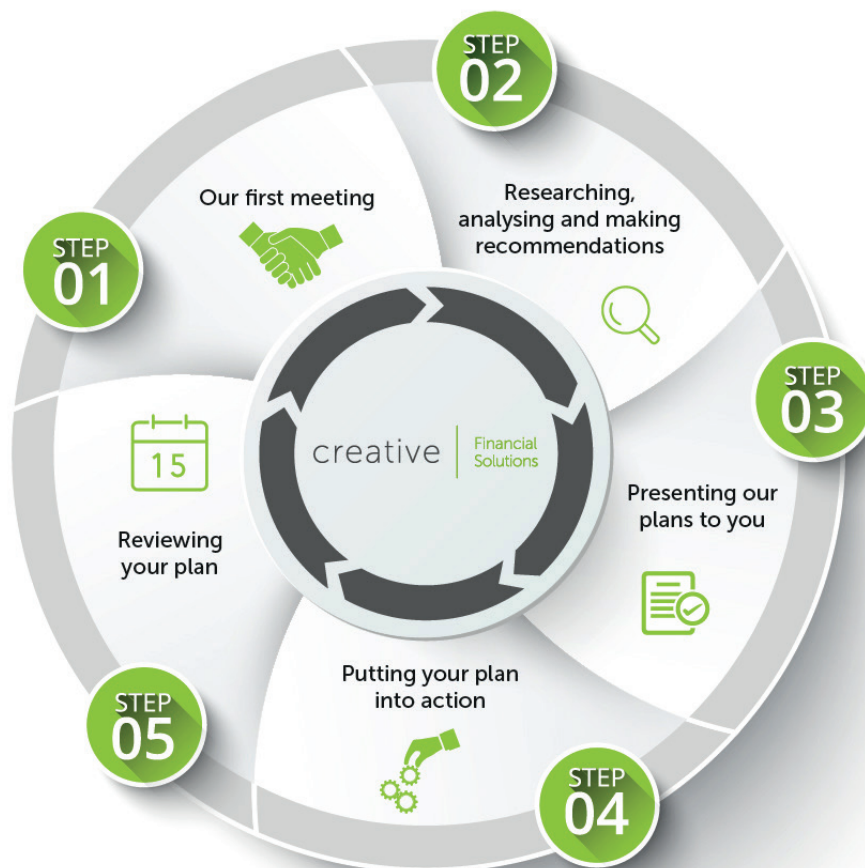 STEP
01
Our first meeting
STEP
02
Researching,
analysing and making
recommendations
STEP
03
Presenting our
plans to you
STEP
04
Putting your plan
into action
STEP
05
15
Reviewing
your plan
creative
Financial
Solutions